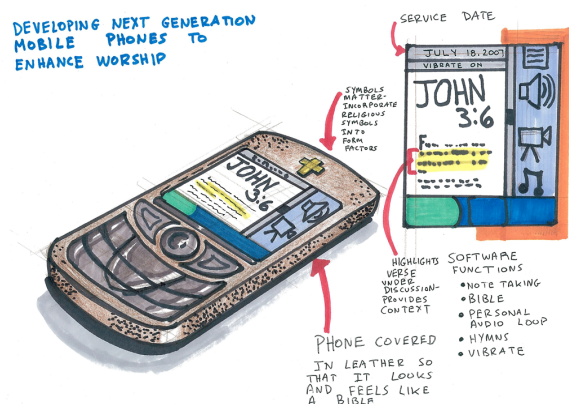 DEVELOPING NEXT GENERATION
MOBILE PHONES TO
ENHANCE WORSHIP
SERVICE DATE
JULY 18, 2007
VIBRATE ON
JOHN
3:6
SYMBOLS
MATTER-
INCORPORATE
RELIGIOUS
SYMBOLS
INTO
FORM
FACTORS
JOHN
3:6
HIGHLIGHTS
VERSE
UNDER
DISCUSSION-
PROVIDES
CONTEXT
SOFTWARE
FUNCTIONS
• NOTE TAKING
• BIBLE
• PERSONAL
AUDIO LOOP
• HYMNS
• VIBRATE
PHONE COVERED
IN LEATHER SO
THAT IT LOOKS
AND FEELS LIKE
A BIBLE